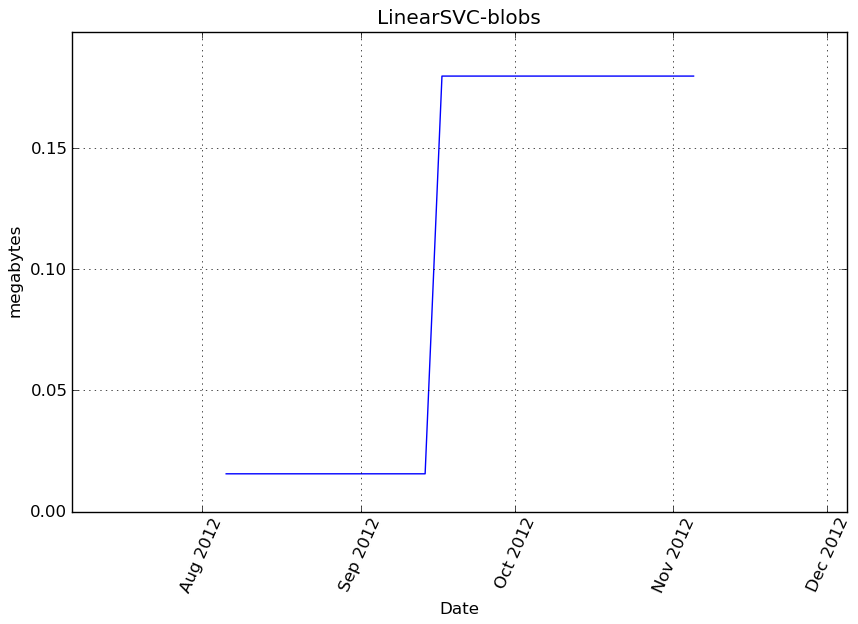 LinearSVC-blobs
megabytes
0.15
0.10
0.05
0.00
Aug 2012
Sep 2012
Oct 2012
Nov 2012
Dec 2012
Date